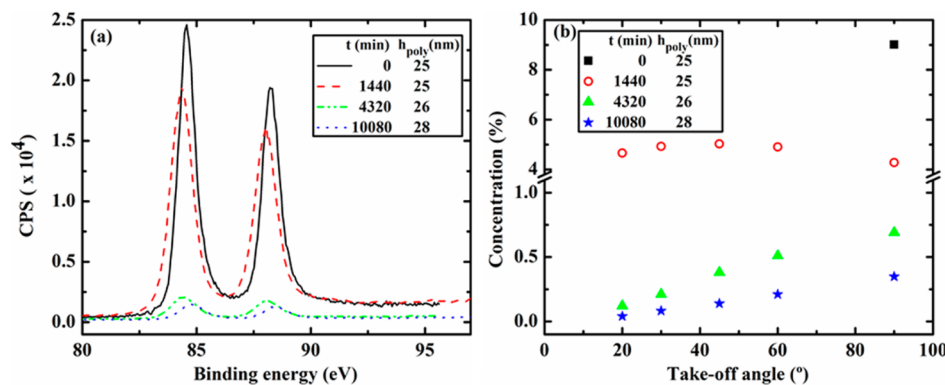 (a)
t (min) h_poly(nm)
0 25
1440 25
4320 26
10080 28
2.5
2.0
1.5
1.0
0.5
0.0
CPS ( x 10^4)
80 85 90 95
Binding energy (eV)
(b)
t (min) h_poly(nm)
0 25
1440 25
4320 26
10080 28
10
8
6
4
1.0
0.5
0.0
Concentration (%)
0 20 40 60 80 100
Take-off angle (º)